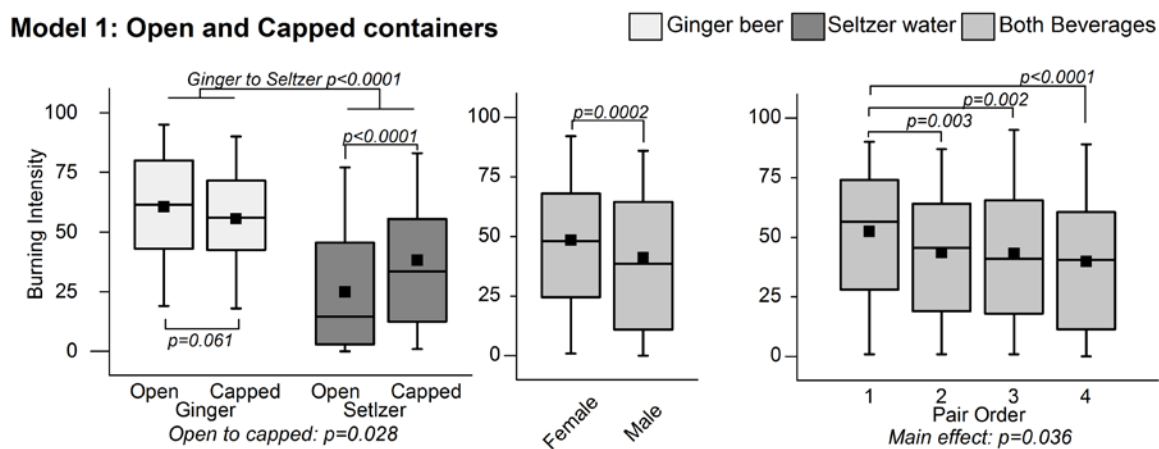 Model 1: Open and Capped containers
Ginger beer Seltzer water Both Beverages
Ginger to Seltzer p<0.0001
p<0.0001
p=0.061
Burning Intensity
100
75
50
25
0
Open Capped Open Capped
Ginger Setlzer
Open to capped: p=0.028
p=0.0002
100
75
50
25
0
Female Male
p<0.0001
p=0.002
p=0.003
100
75
50
25
0
1 2 3 4
Pair Order
Main effect: p=0.036